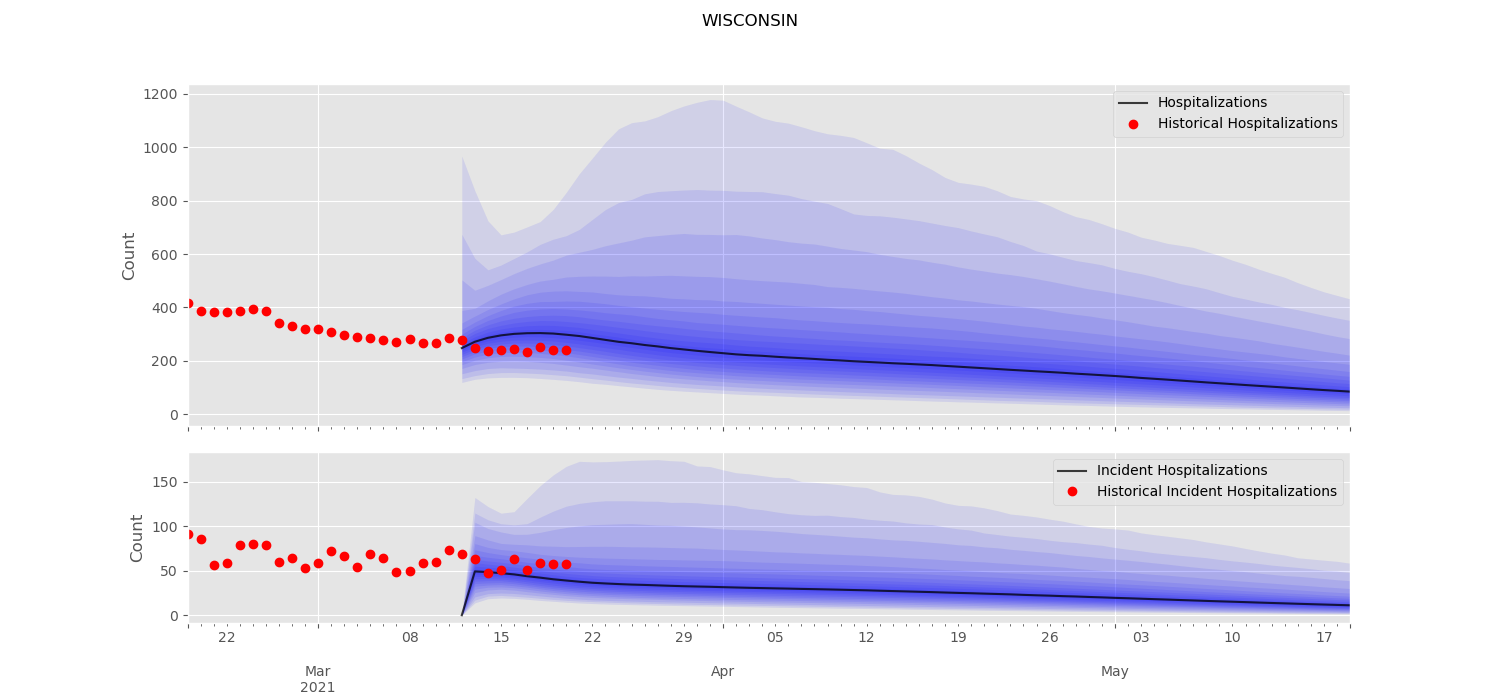 WISCONSIN
1200
1000
800
600
400
200
0
Count
Hospitalizations
Historical Hospitalizations
150
100
50
0
Count
Incident Hospitalizations
Historical Incident Hospitalizations
22 08 15 22 29 05 12 19 26 03 10 17
Mar Apr May
2021